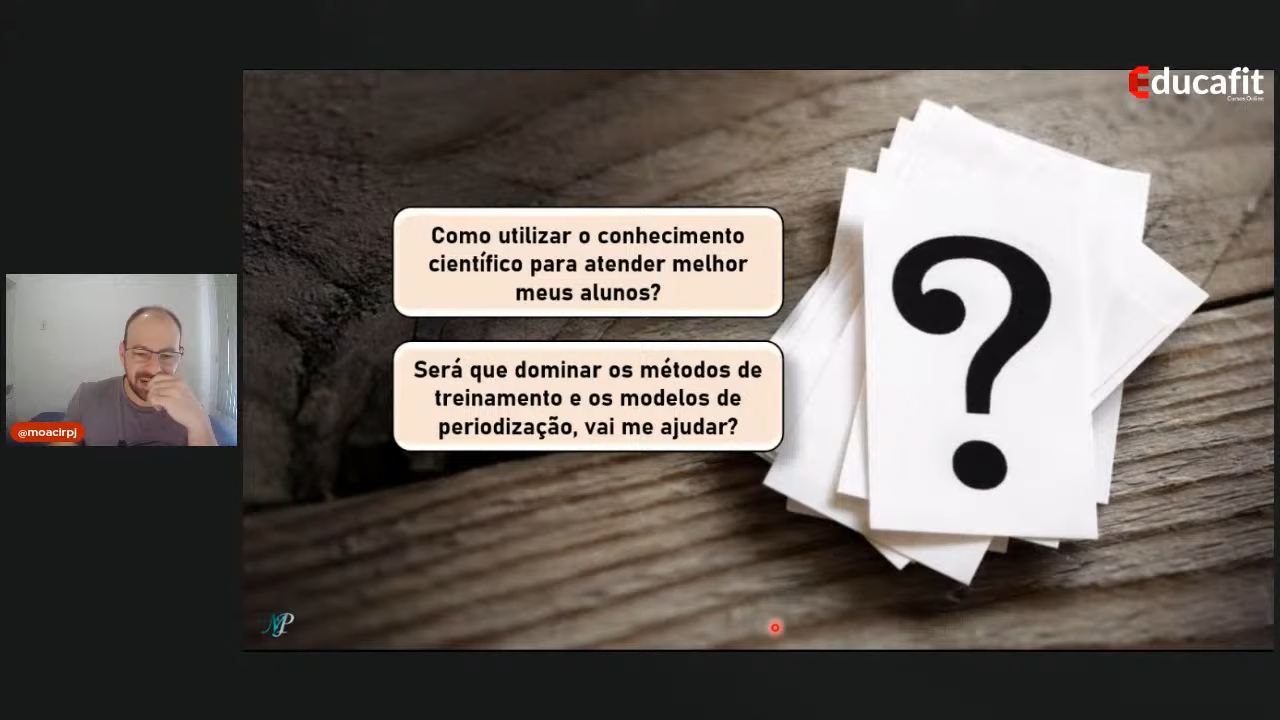 Educafit
Cursos Online
Como utilizar o conhecimento
científico para atender melhor
meus alunos?
?
Será que dominar os métodos de
treinamento e os modelos de
periodização, vai me ajudar?
@moacirpj
MP